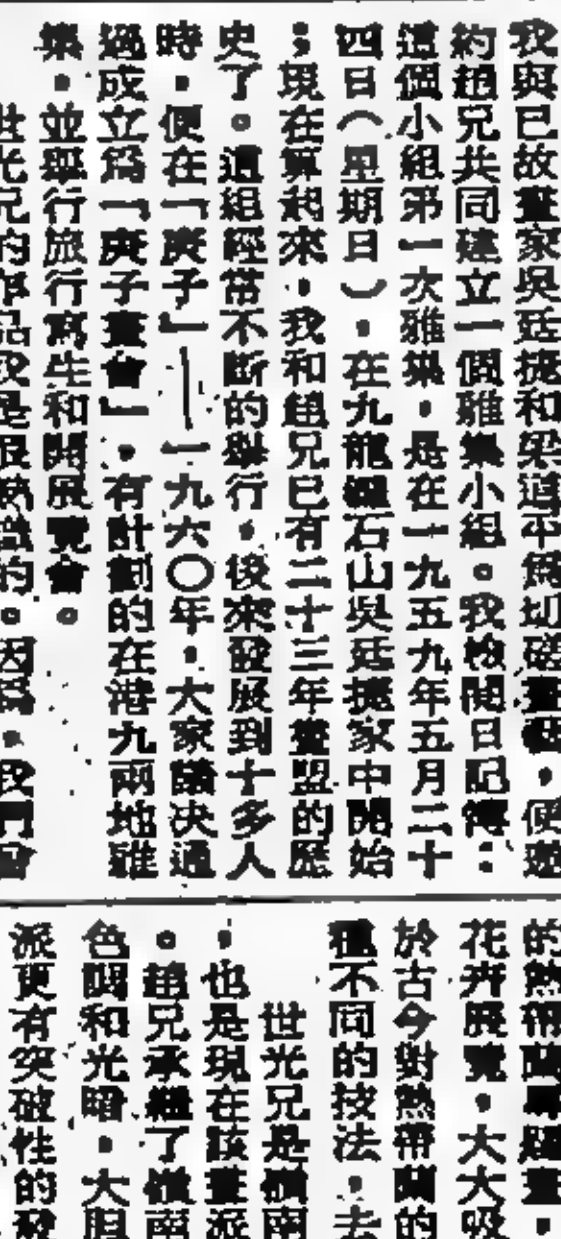 我與已故畫家吳廷捷和梁道平為切磋畫藝,便邀
約趙兄共同建立一個雅集小組。我檢閱日記簿:
這個小組第一次雅集,是在一九五九年五月二十
四日(星期日),在九龍鑽石山吳廷捷家中開始
;現在算起來,我和趙兄已有二十三年畫盟的歷
史了。這組經常不斷的舉行,後來發展到十多人
時,便在「庚子」——一九六〇年,大家議決通
過成立為「庚子畫會」,有計劃的在港九兩地雅
集,並舉行旅行寫生和開展覽會。
世光兄的作品我是很熟識的。因為,我們曾
的熱帶蘭專題畫,
花卉展覽,大大吸
於古今對熱帶蘭的
種不同的技法,去
世光兄是嶺南
,也是現在該畫派
。趙兄承繼了嶺南
色調和光暗,大胆
派更有突破性的發